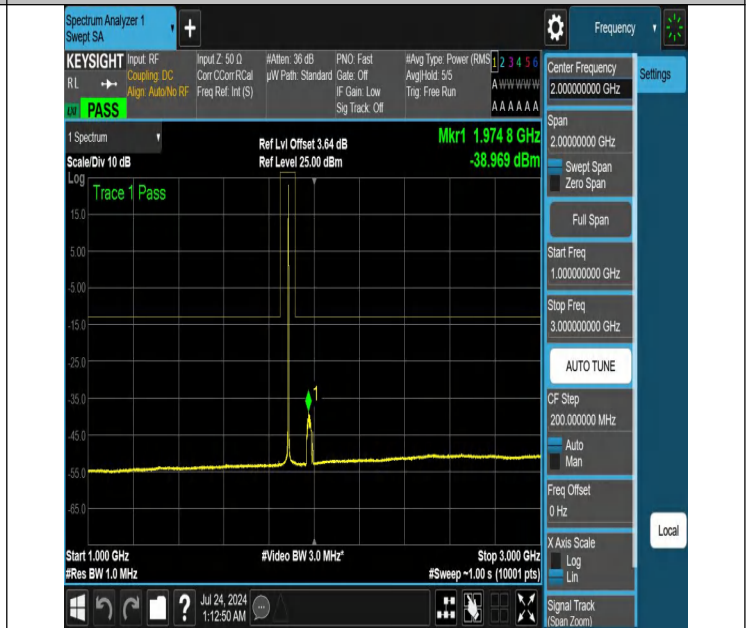 Spectrum Analyzer 1
Swept SA
+
Frequency
KEYSIGHT
RL
PASS
Input: RF
Coupling: DC
Align: Auto/No RF
Input Z: 50 Ω
Corr CCorr RCal
Freq Ref: Int (S)
#Atten: 36 dB
µW Path: Standard
PNO: Fast
Gate: Off
IF Gain: Low
Sig Track: Off
#Avg Type: Power (RMS
Avg|Hold: 5/5
Trig: Free Run
1 2 3 4 5 6
A W W W W W
A A A A A A
1 Spectrum
Scale/Div 10 dB
Ref Lvl Offset 3.64 dB
Ref Level 25.00 dBm
Mkr1 1.974 8 GHz
-38.969 dBm
Log
Trace 1 Pass
15.0
5.00
-5.00
-15.0
-25.0
-35.0
-45.0
-55.0
-65.0
1
Start 1.000 GHz
#Res BW 1.0 MHz
#Video BW 3.0 MHz*
Stop 3.000 GHz
#Sweep ~1.00 s (10001 pts)
Center Frequency
2.000000000 GHz
Settings
Span
2.00000000 GHz
Swept Span
Zero Span
Full Span
Start Freq
1.000000000 GHz
Stop Freq
3.000000000 GHz
AUTO TUNE
CF Step
200.000000 MHz
Auto
Man
Freq Offset
0 Hz
X Axis Scale
Log
Lin
Local
Signal Track
(Span Zoom)
?
Jul 24, 2024
1:12:50 AM